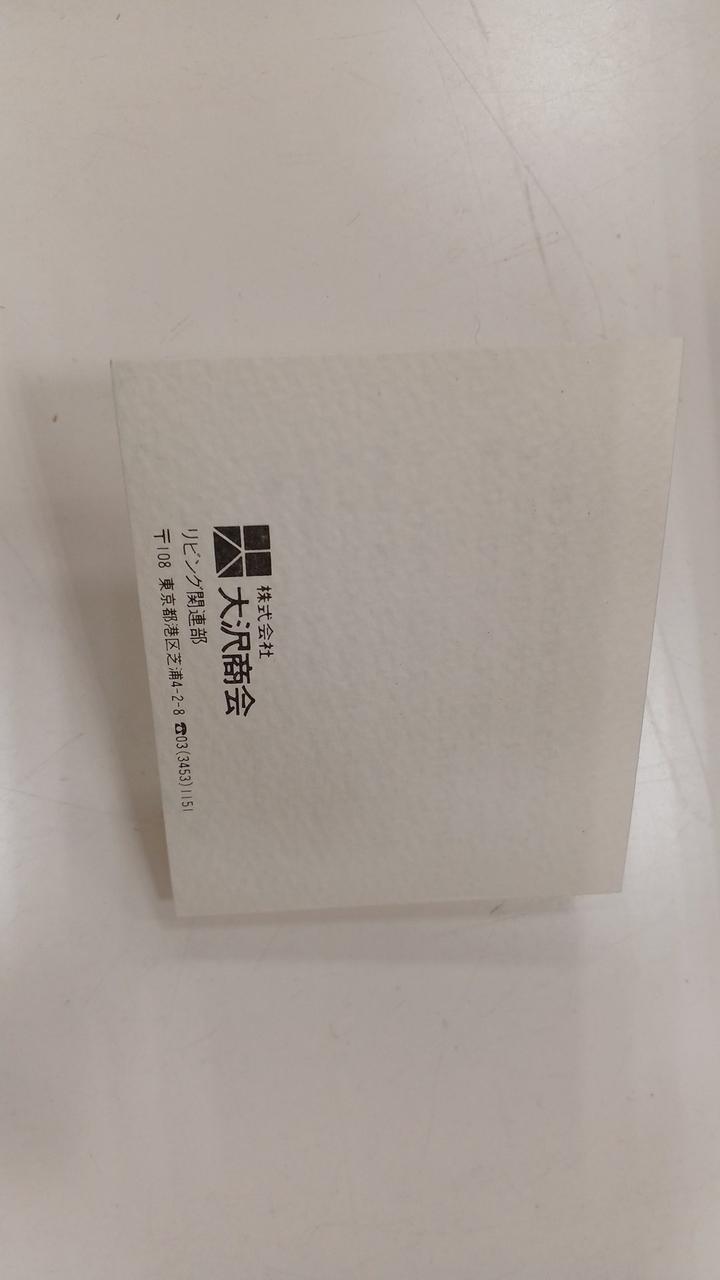 株式会社
大沢商会
リビング関連部
〒108 東京都港区芝浦4-2-8 ☎03(3453)1151